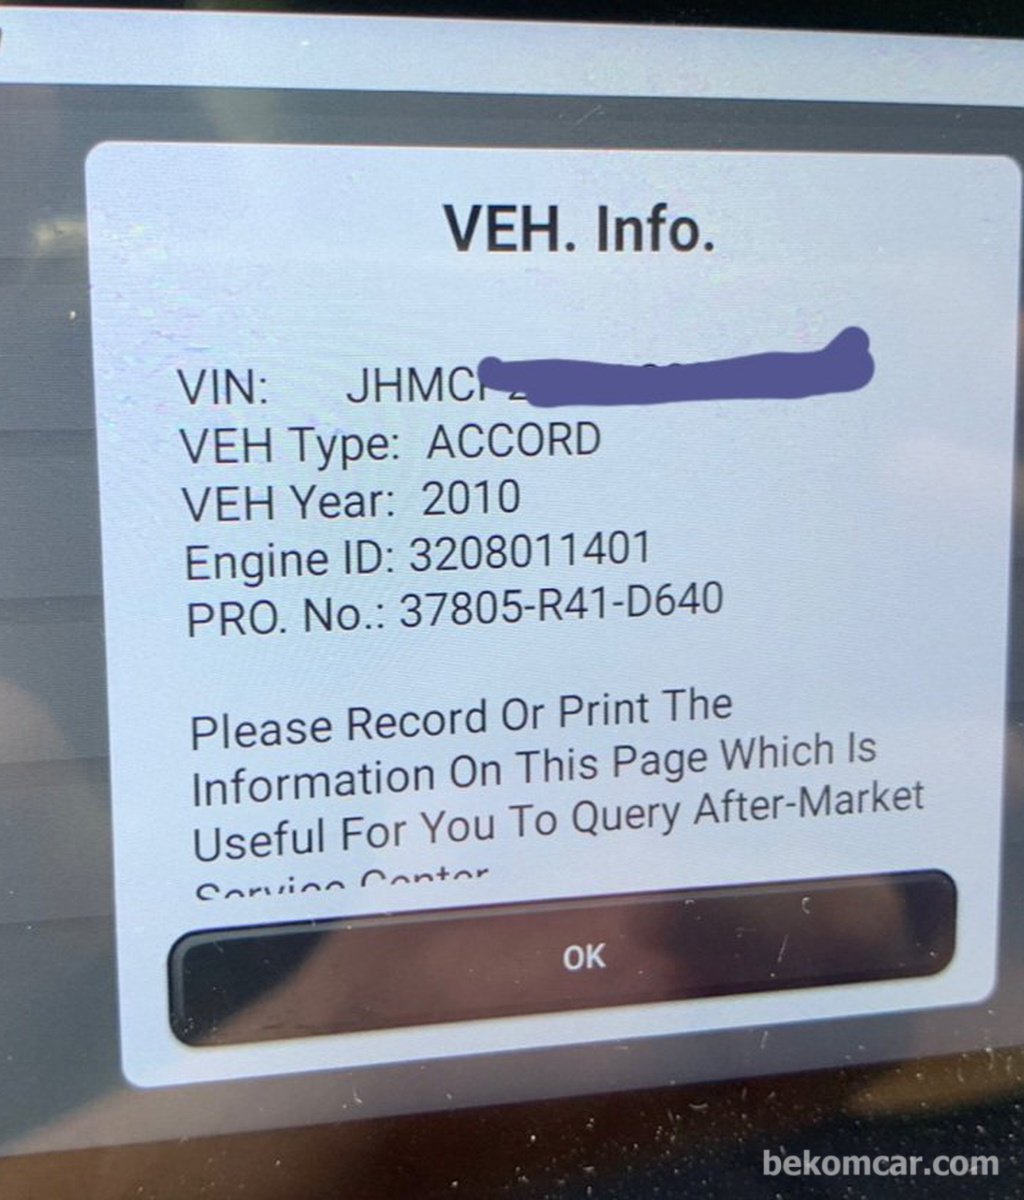 VEH. Info.
VIN: JHMC
VEH Type: ACCORD
VEH Year: 2010
Engine ID: 3208011401
PRO. No.: 37805-R41-D640
Please Record Or Print The
Information On This Page Which Is
Useful For You To Query After-Market
Service Center
OK
bekomcar.com